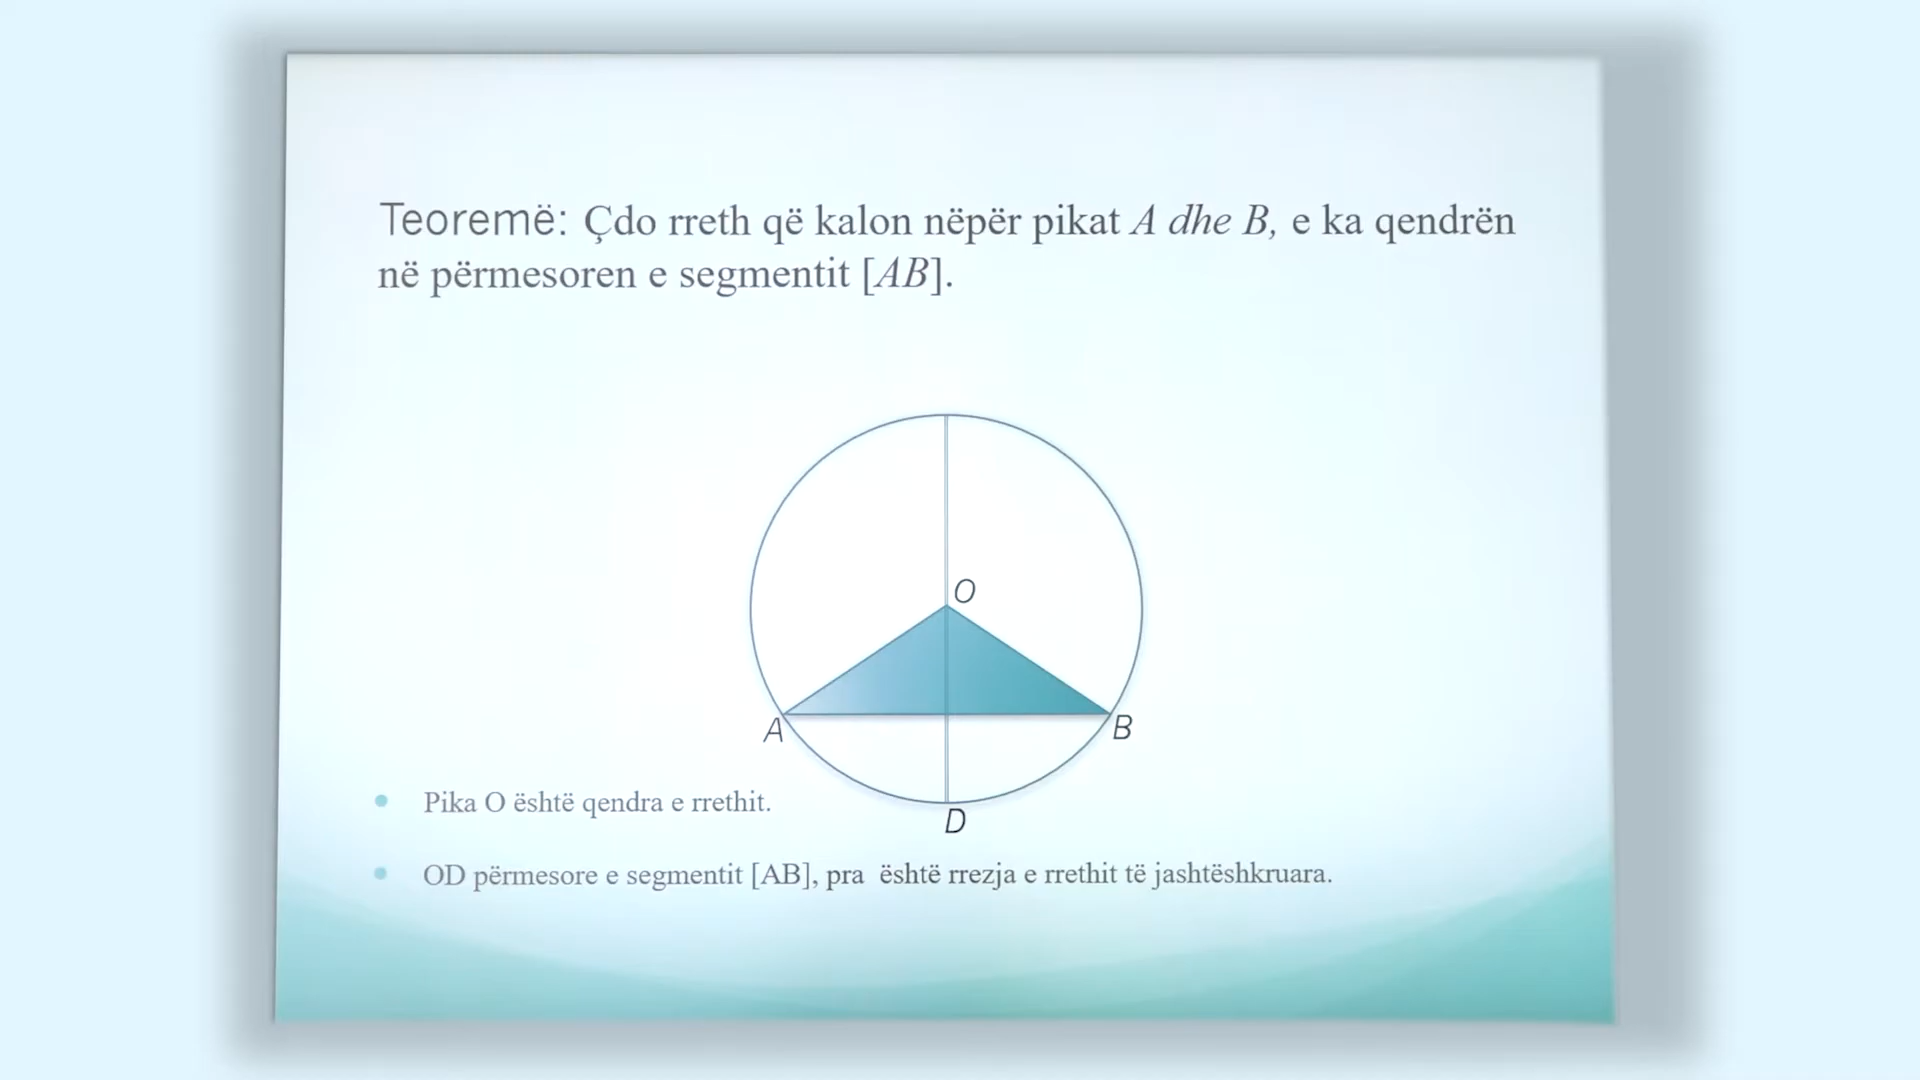 Teoremë: Çdo rreth që kalon nëpër pikat A dhe B, e ka qendrën
në përmesoren e segmentit [AB].
O
A
B
Pika O është qendra e rrethit.
D
OD përmesore e segmentit [AB], pra është rrezja e rrethit të jashtëshkruara.